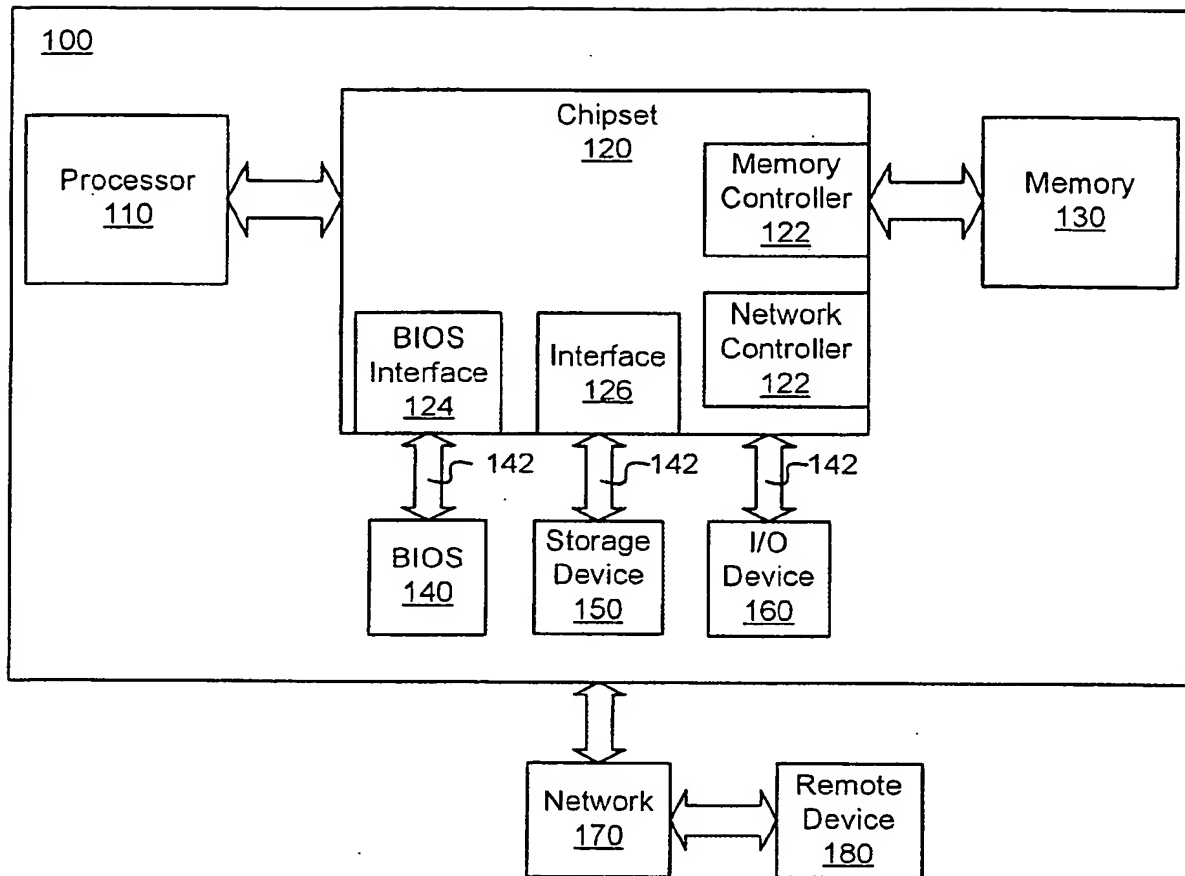 100
Processor
110
Chipset
120
Memory
Controller
122
Memory
130
BIOS
Interface
124
Interface
126
Network
Controller
122
142
142
142
BIOS
140
Storage
Device
150
I/O
Device
160
Network
170
Remote
Device
180